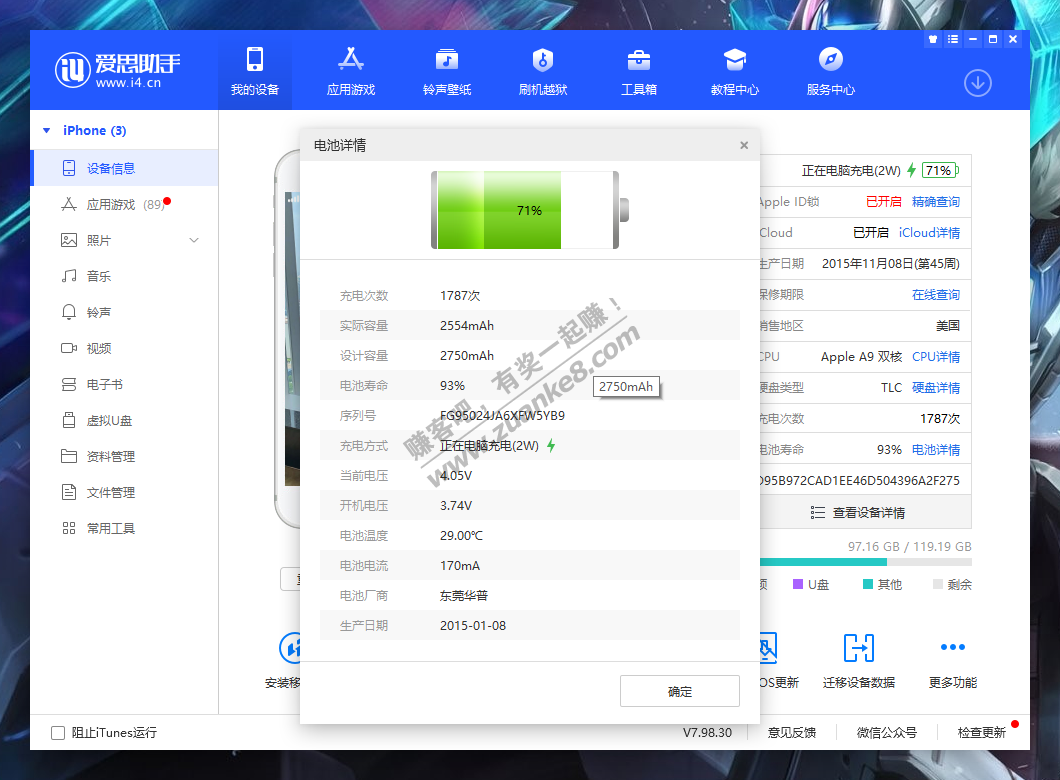 爱思助手
www.i4.cn
我的设备
应用游戏
铃声壁纸
刷机越狱
工具箱
教程中心
服务中心
iPhone (3)
设备信息
应用游戏 (89)
照片
音乐
铃声
视频
电子书
虚拟U盘
资料管理
文件管理
常用工具
电池详情
71%
充电次数 1787次
实际容量 2554mAh
设计容量 2750mAh
电池寿命 93%
2750mAh
序列号 FG95024JA6XFW5YB9
充电方式 正在电脑充电(2W)
当前电压 4.05V
开机电压 3.74V
电池温度 29.00℃
电池电流 170mA
电池厂商 东莞华普
生产日期 2015-01-08
确定
赚客吧,有奖一起赚!
www.zuanke8.com
正在电脑充电(2W) 71%
Apple ID锁 已开启 精确查询
Cloud 已开启 iCloud详情
生产日期 2015年11月08日(第45周)
保修期限 在线查询
销售地区 美国
CPU Apple A9 双核 CPU详情
硬盘类型 TLC 硬盘详情
充电次数 1787次
电池寿命 93% 电池详情
D95B972CAD1EE46D504396A2F275
查看设备详情
97.16 GB / 119.19 GB
频 U盘 其他 剩余
安装移
OS更新
迁移设备数据
更多功能
阻止iTunes运行
V7.98.30
意见反馈
微信公众号
检查更新